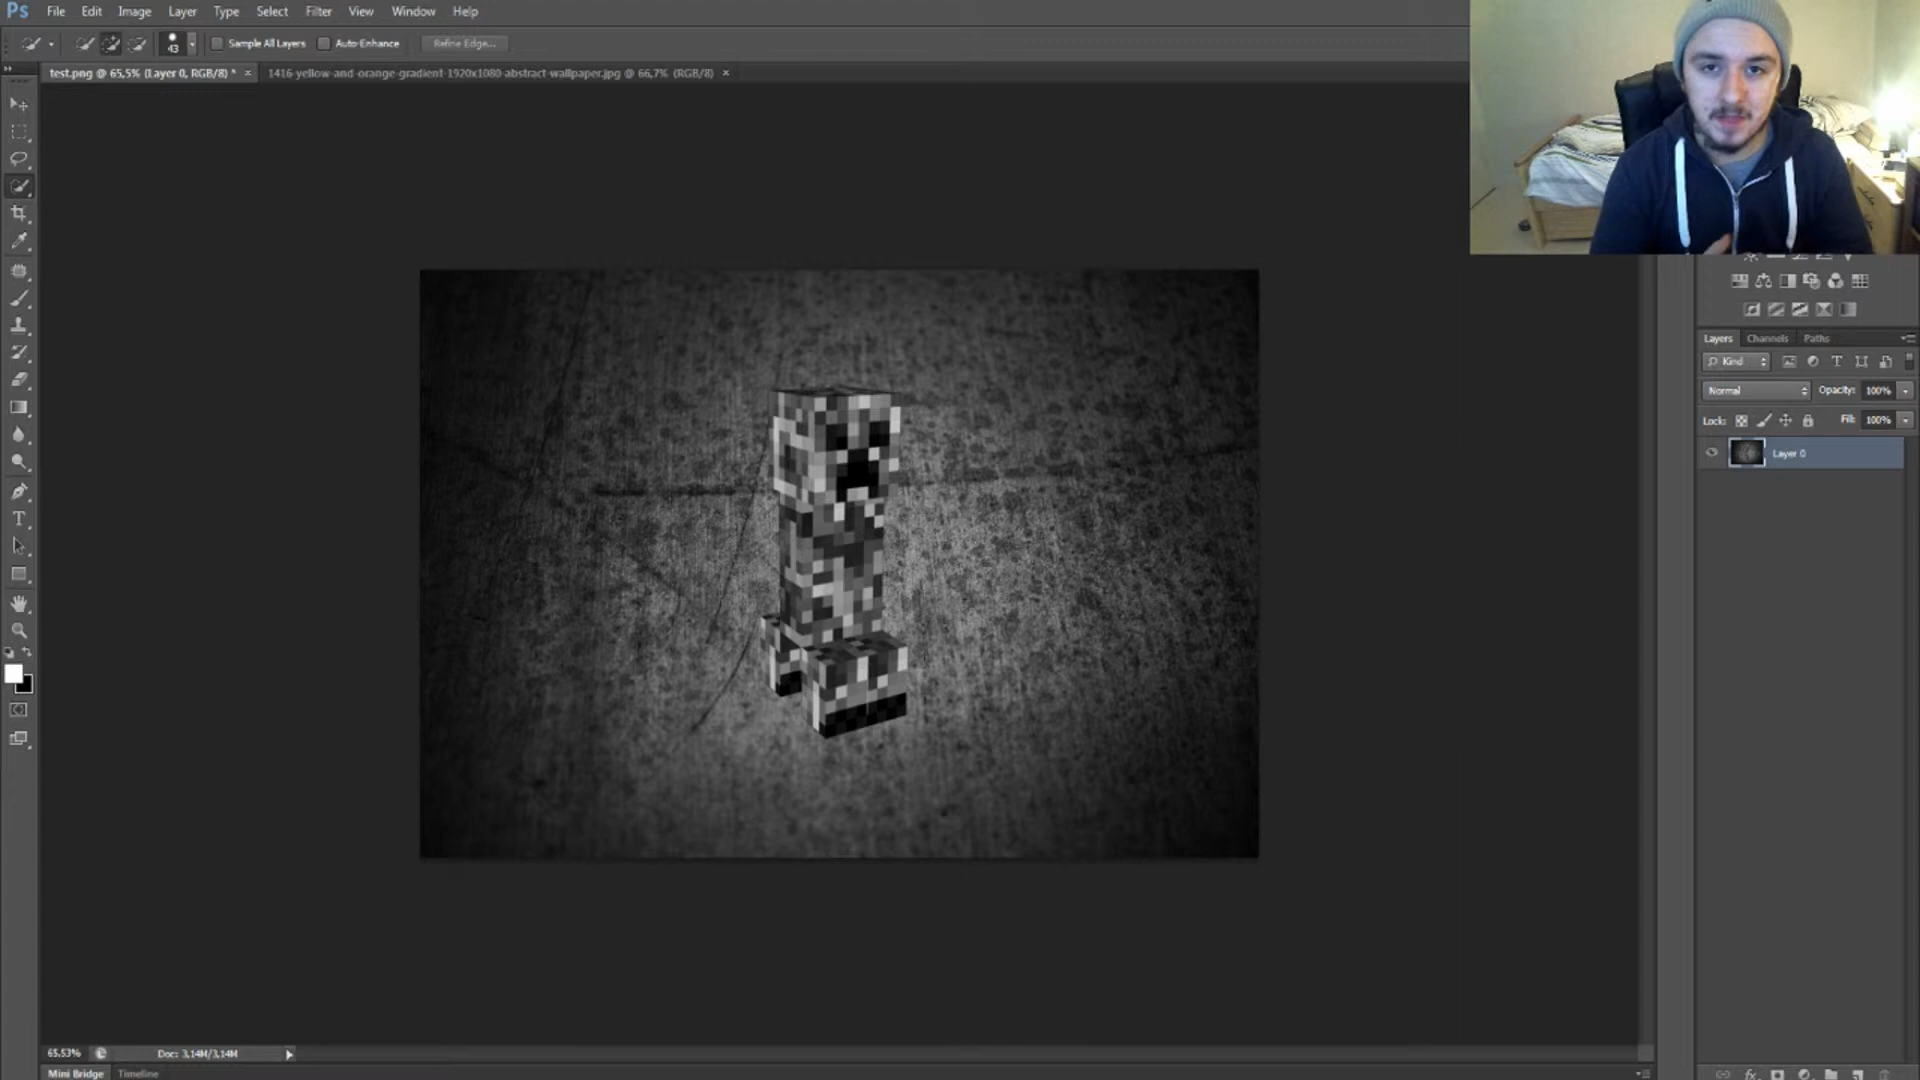 Ps File Edit Image Layer Type Select Filter View Window Help
43 Sample All Layers Auto-Enhance Refine Edge...
test.png @ 65,5% (Layer 0, RGB/8) * × 1416-yellow-and-orange-gradient-1920x1080-abstract-wallpaper.jpg @ 66,7% (RGB/8) ×
Layers Channels Paths
Kind
Normal Opacity: 100%
Lock: Fill: 100%
Layer 0
T
65,53% Doc: 3,14M/3,14M
Mini Bridge Timeline
fx